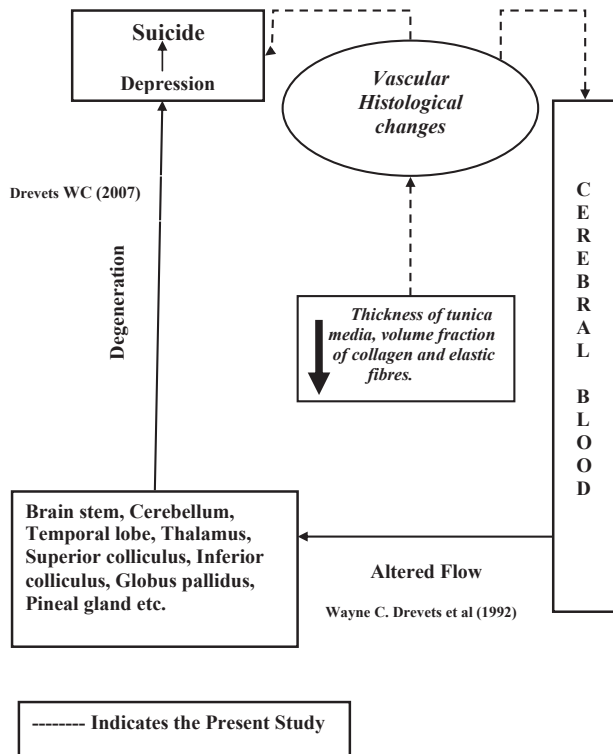 Suicide
Depression
Vascular
Histological
changes
Drevets WC (2007)
Degeneration
Thickness of tunica
media, volume fraction
of collagen and elastic
fibres.
CEREBRAL BLOOD
Brain stem, Cerebellum,
Temporal lobe, Thalamus,
Superior colliculus, Inferior
colliculus, Globus pallidus,
Pineal gland etc.
Altered Flow
Wayne C. Drevets et al (1992)
-------- Indicates the Present Study